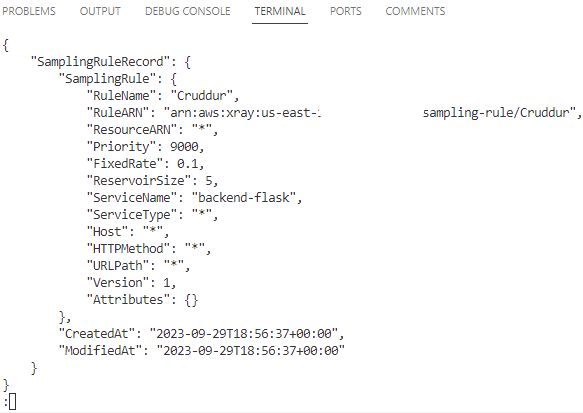 PROBLEMS OUTPUT DEBUG CONSOLE TERMINAL PORTS COMMENTS
{
    "SamplingRuleRecord": {
        "SamplingRule": {
            "RuleName": "Cruddur",
            "RuleARN": "arn:aws:xray:us-east- sampling-rule/Cruddur",
            "ResourceARN": "*",
            "Priority": 9000,
            "FixedRate": 0.1,
            "ReservoirSize": 5,
            "ServiceName": "backend-flask",
            "ServiceType": "*",
            "Host": "*",
            "HTTPMethod": "*",
            "URLPath": "*",
            "Version": 1,
            "Attributes": {}
        },
        "CreatedAt": "2023-09-29T18:56:37+00:00",
        "ModifiedAt": "2023-09-29T18:56:37+00:00"
    }
}
: